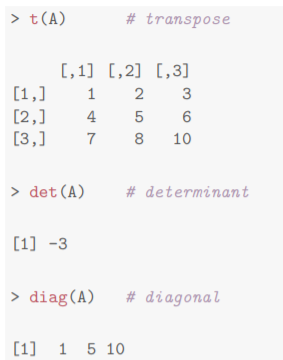 > t(A) # transpose
[,1] [,2] [,3]
[1,] 1 2 3
[2,] 4 5 6
[3,] 7 8 10
> det(A) # determinant
[1] -3
> diag(A) # diagonal
[1] 1 5 10